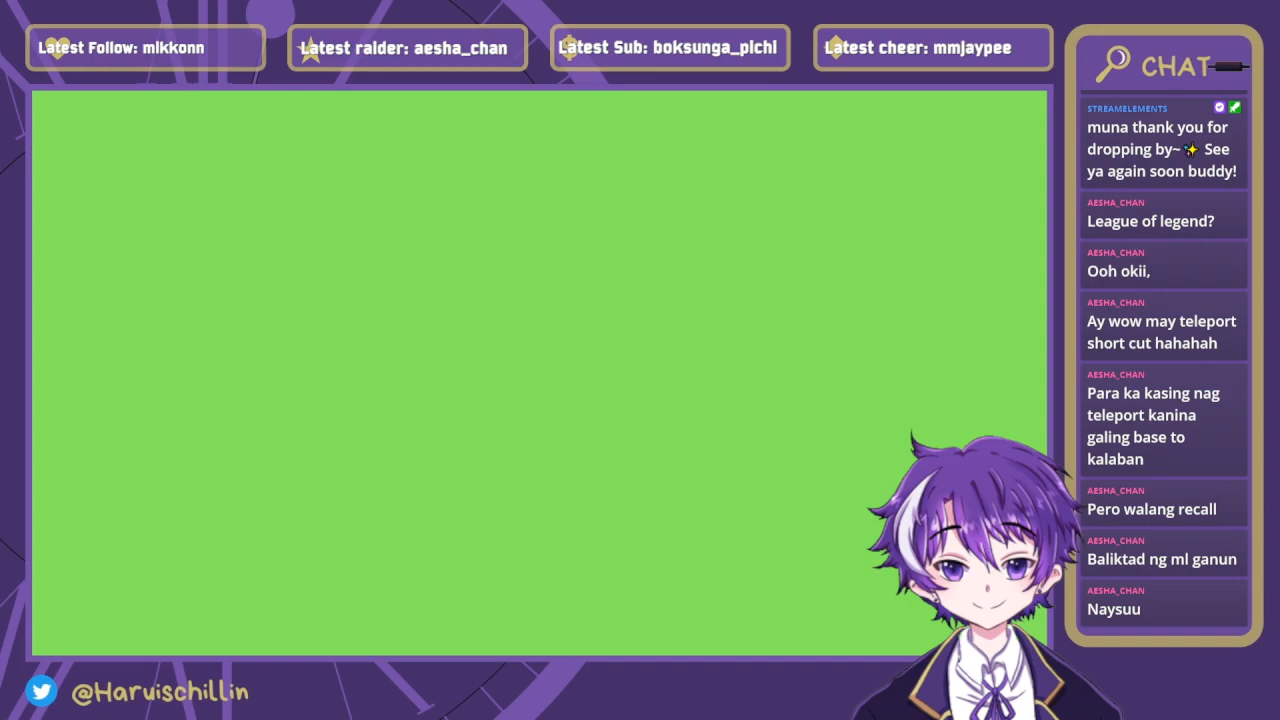 Latest Follow: mikkonn
Latest raider: aesha_chan
Latest Sub: boksunga_pichi
Latest cheer: mmjaypee
CHAT
STREAMELEMENTS
muna thank you for
dropping by~✨ See
ya again soon buddy!
AESHA_CHAN
League of legend?
AESHA_CHAN
Ooh okii,
AESHA_CHAN
Ay wow may teleport
short cut hahahah
AESHA_CHAN
Para ka kasing nag
teleport kanina
galing base to
kalaban
AESHA_CHAN
Pero walang recall
AESHA_CHAN
Baliktad ng ml ganun
AESHA_CHAN
Naysuu
@Haruischillin